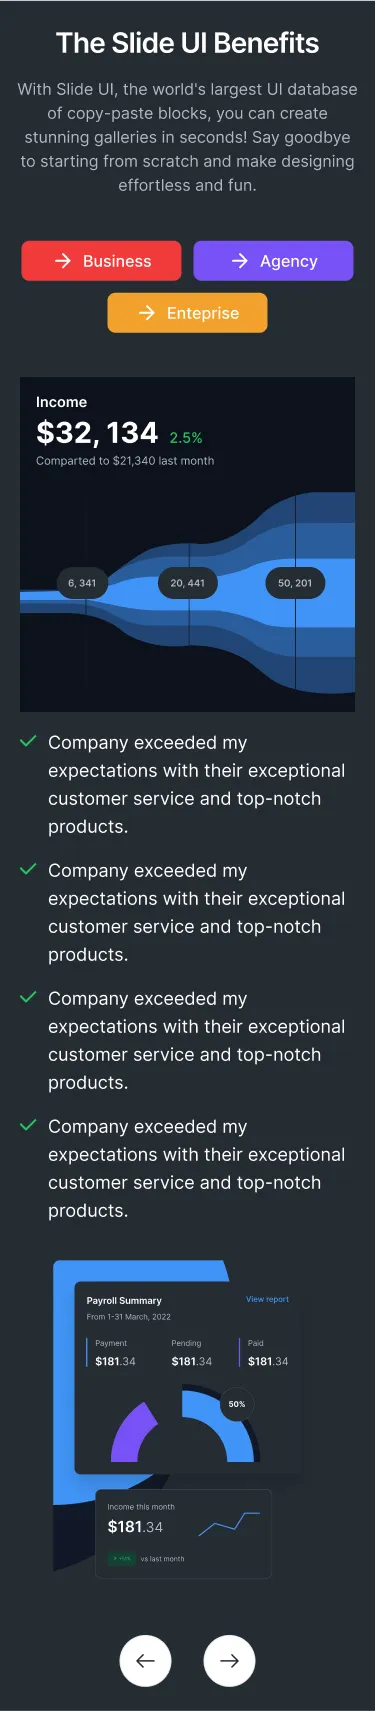 The Slide UI Benefits
With Slide UI, the world's largest UI database
of copy-paste blocks, you can create
stunning galleries in seconds! Say goodbye
to starting from scratch and make designing
effortless and fun.
Business
Agency
Enteprise
Income
$32, 134 2.5%
Comparted to $21,340 last month
6, 341
20, 441
50, 201
Company exceeded my
expectations with their exceptional
customer service and top-notch
products.
Company exceeded my
expectations with their exceptional
customer service and top-notch
products.
Company exceeded my
expectations with their exceptional
customer service and top-notch
products.
Company exceeded my
expectations with their exceptional
customer service and top-notch
products.
Payroll Summary
View report
From 1-31 March, 2022
Payment
Pending
Paid
$181.34
$181.34
$181.34
50%
Income this month
$181.34
vs last month